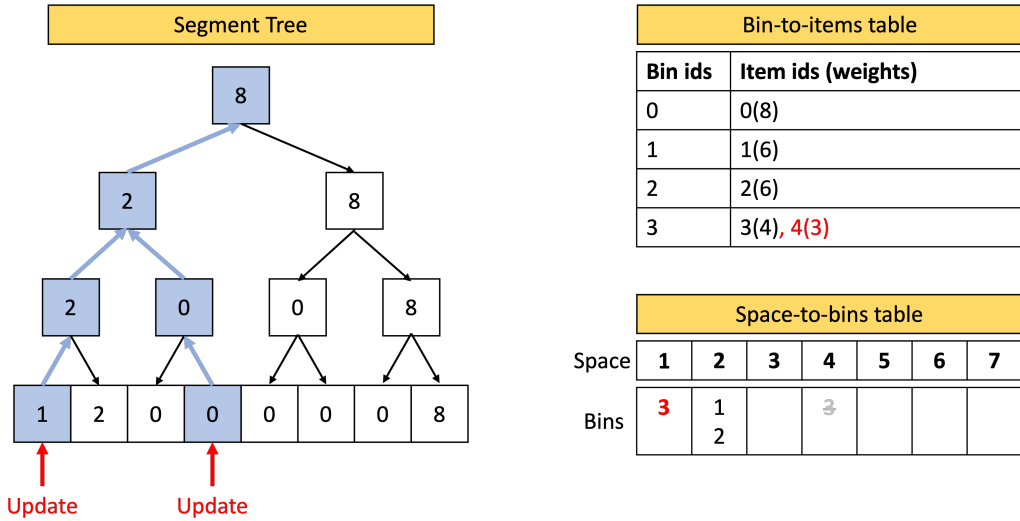 Segment Tree
8
2 8
2 0 0 8
1 2 0 0 0 0 0 8
Update Update
Bin-to-items table
Bin ids Item ids (weights)
0 0(8)
1 1(6)
2 2(6)
3 3(4), 4(3)
Space-to-bins table
Space 1 2 3 4 5 6 7
Bins 3 1 3
2